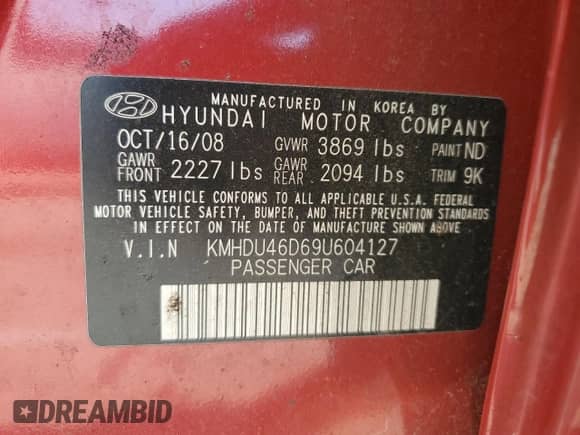 MANUFACTURED IN KOREA BY
HYUNDAI MOTOR COMPANY
OCT/16/08 GVWR 3869 lbs PAINT ND
GAWR FRONT 2227 lbs GAWR REAR 2094 lbs TRIM 9K
THIS VEHICLE CONFORMS TO ALL APPLICABLE U.S.A. FEDERAL
MOTOR VEHICLE SAFETY, BUMPER, AND THEFT PREVENTION STANDARDS
IN EFFECT ON THE DATE OF MANUFACTURE SHOWN ABOVE
V.I.N KMHDU46D69U604127
PASSENGER CAR
DREAMBID